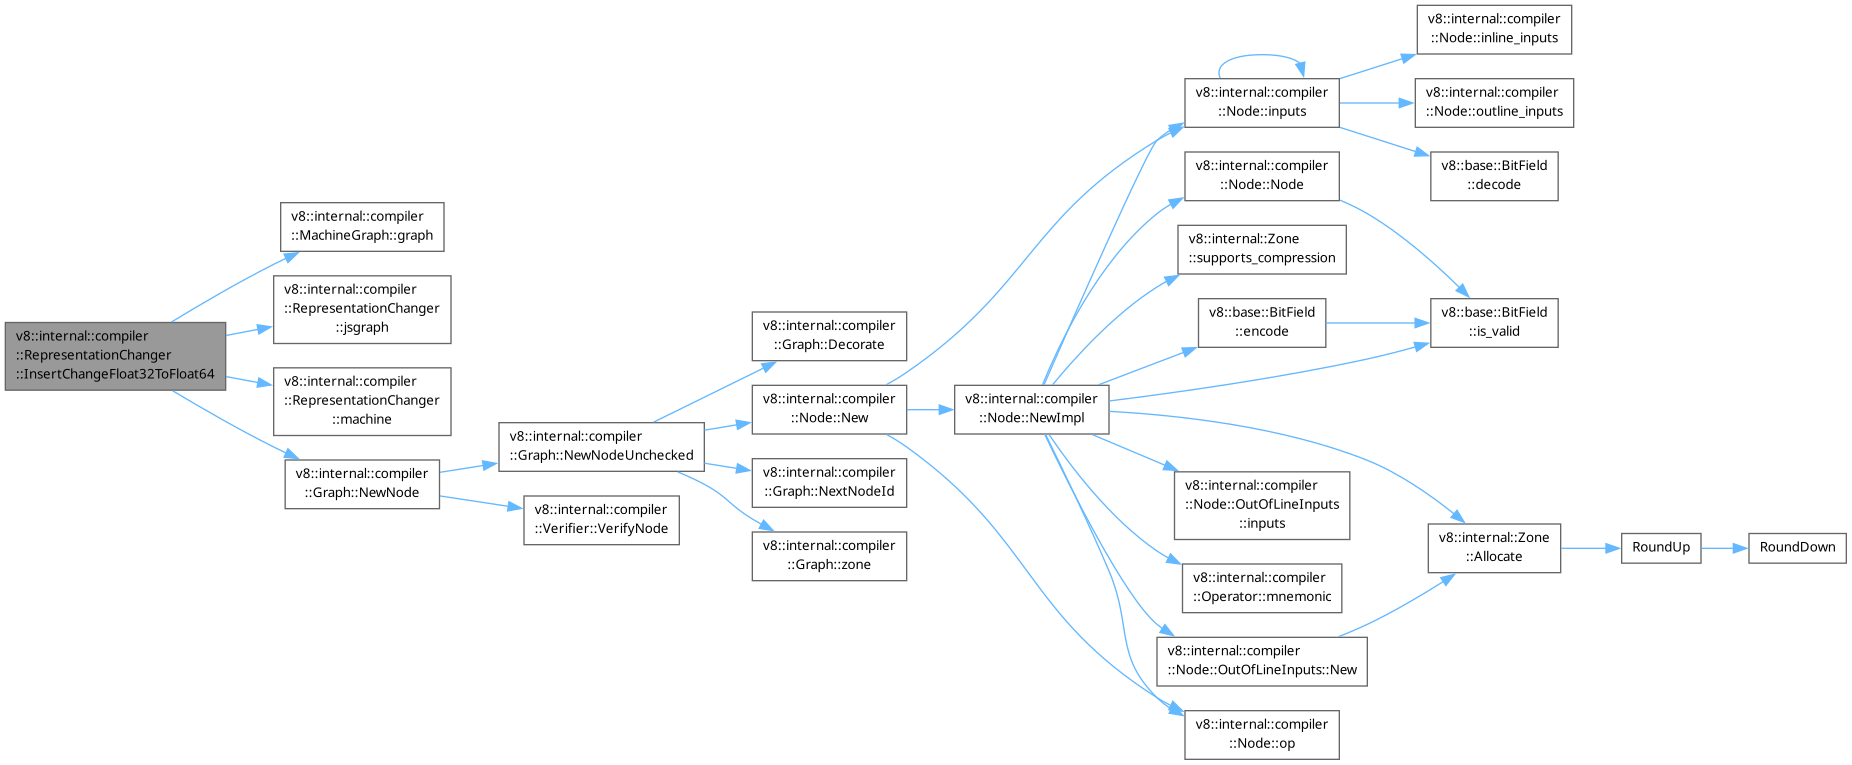 v8::internal::compiler
::RepresentationChanger
::InsertChangeFloat32ToFloat64
v8::internal::compiler
::MachineGraph::graph
v8::internal::compiler
::RepresentationChanger
::jsgraph
v8::internal::compiler
::RepresentationChanger
::machine
v8::internal::compiler
::Graph::NewNode
v8::internal::compiler
::Graph::NewNodeUnchecked
v8::internal::compiler
::Verifier::VerifyNode
v8::internal::compiler
::Graph::Decorate
v8::internal::compiler
::Node::New
v8::internal::compiler
::Graph::NextNodeId
v8::internal::compiler
::Graph::zone
v8::internal::compiler
::Node::NewImpl
v8::internal::compiler
::Node::inputs
v8::internal::compiler
::Node::Node
v8::internal::Zone
::supports_compression
v8::base::BitField
::encode
v8::internal::compiler
::Node::OutOfLineInputs
::inputs
v8::internal::compiler
::Operator::mnemonic
v8::internal::compiler
::Node::OutOfLineInputs::New
v8::internal::compiler
::Node::op
v8::internal::compiler
::Node::inline_inputs
v8::internal::compiler
::Node::outline_inputs
v8::base::BitField
::decode
v8::base::BitField
::is_valid
v8::internal::Zone
::Allocate
RoundUp
RoundDown